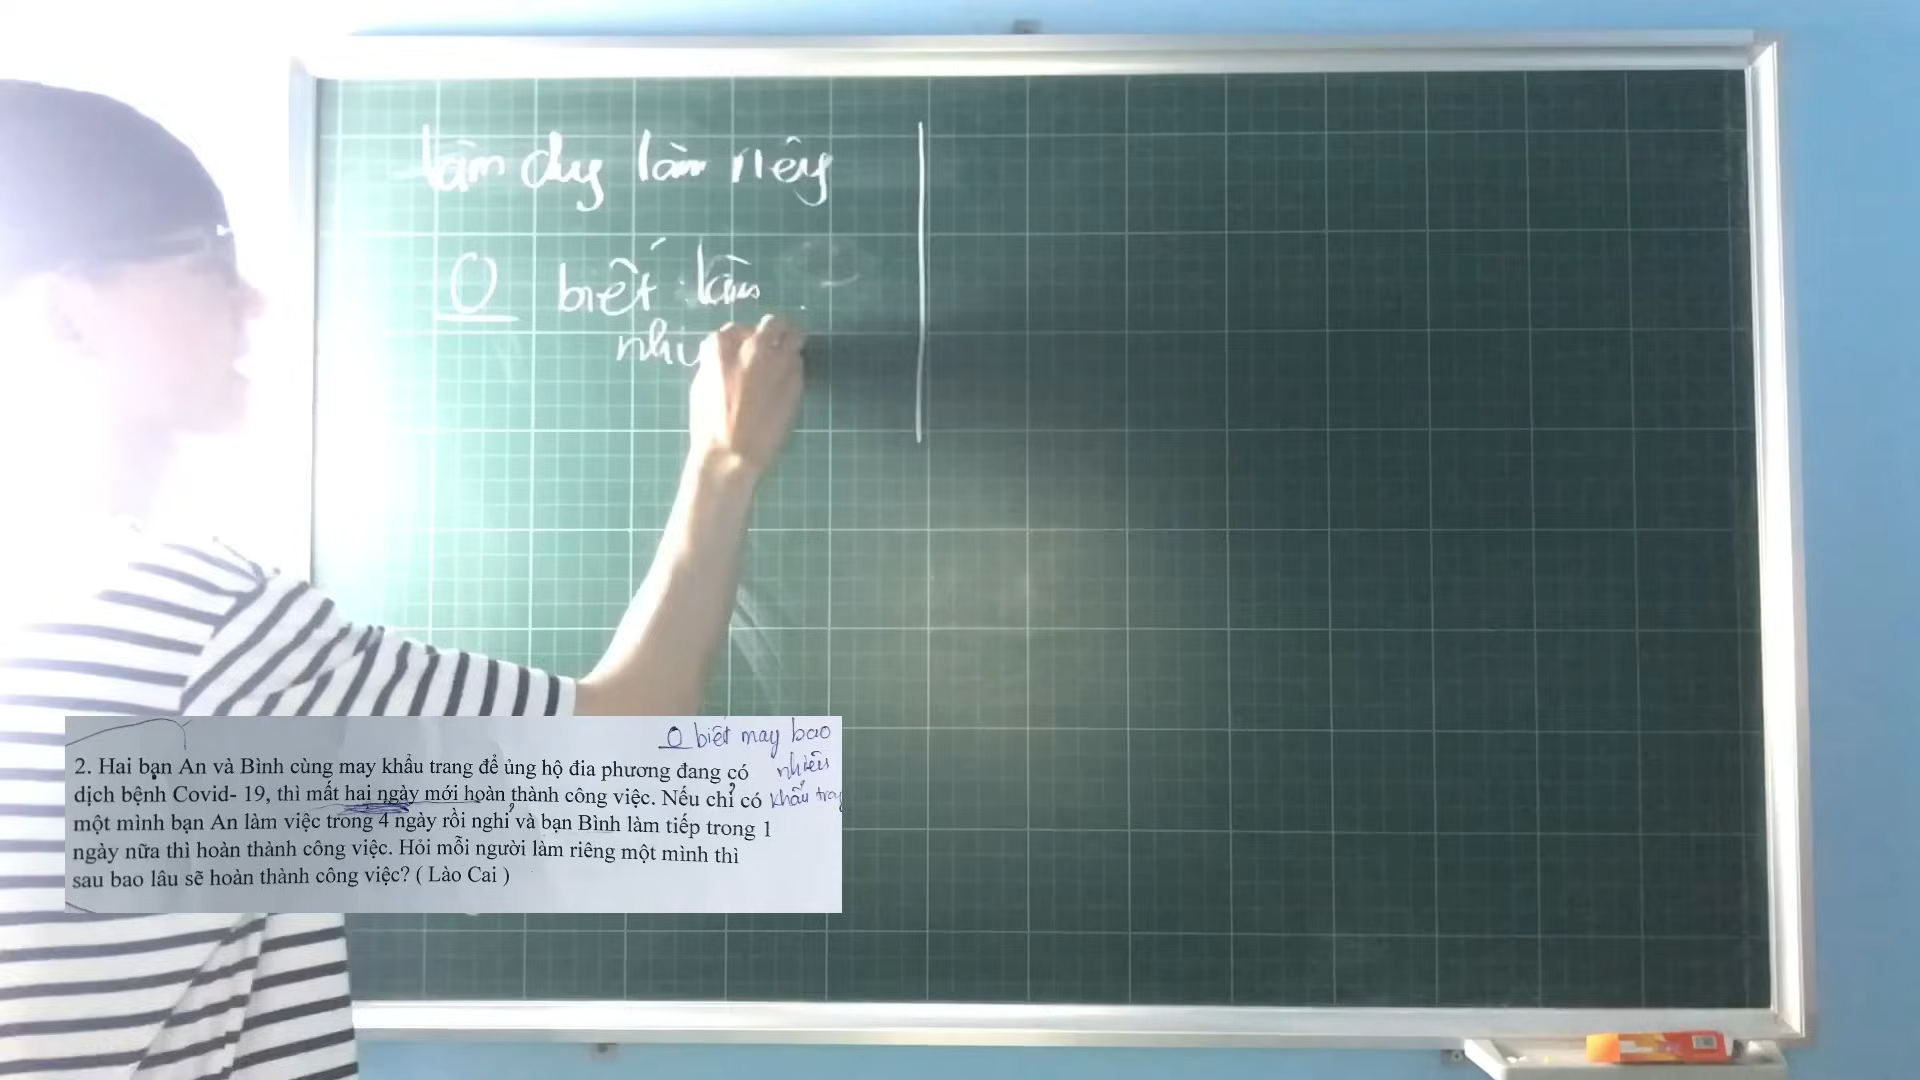 làm chung làm riêng
0 biết làm
như
0 biết may bao
nhiêu
khẩu trang
2. Hai bạn An và Bình cùng may khẩu trang để ủng hộ đia phương đang có
dịch bệnh Covid- 19, thì mất hai ngày mới hoàn thành công việc. Nếu chỉ có
một mình bạn An làm việc trong 4 ngày rồi nghỉ và bạn Bình làm tiếp trong 1
ngày nữa thì hoàn thành công việc. Hỏi mỗi người làm riêng một mình thì
sau bao lâu sẽ hoàn thành công việc? ( Lào Cai )